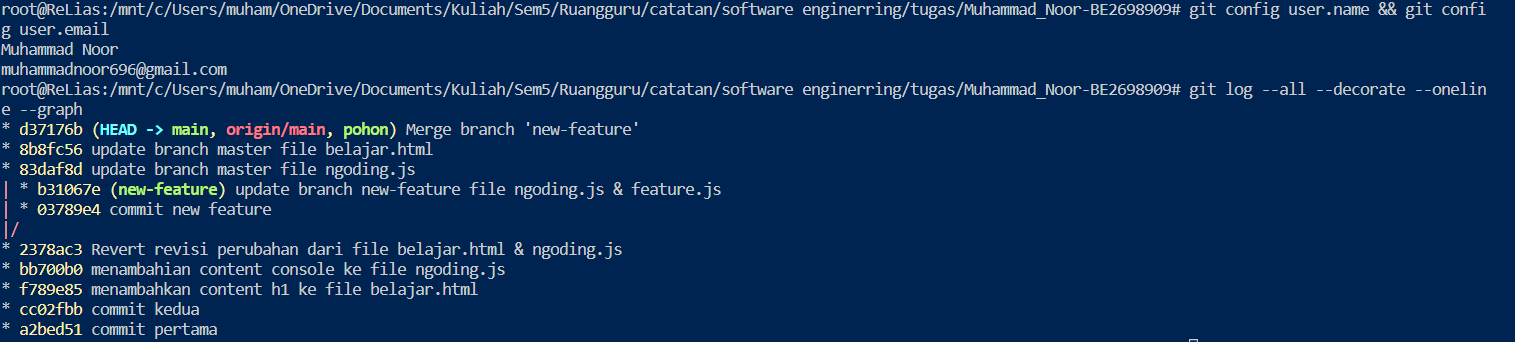 root@ReLias:/mnt/c/Users/muham/OneDrive/Documents/Kuliah/Sem5/Ruangguru/catatan/software enginerring/tugas/Muhammad_Noor-BE2698909# git config user.name && git confi
g user.email
Muhammad Noor
muhammadnoor696@gmail.com
root@ReLias:/mnt/c/Users/muham/OneDrive/Documents/Kuliah/Sem5/Ruangguru/catatan/software enginerring/tugas/Muhammad_Noor-BE2698909# git log --all --decorate --onelin
e --graph
* d37176b (HEAD -> main, origin/main, pohon) Merge branch 'new-feature'
* 8b8fc56 update branch master file belajar.html
* 83daf8d update branch master file ngoding.js
| * b31067e (new-feature) update branch new-feature file ngoding.js & feature.js
| * 03789e4 commit new feature
|/
* 2378ac3 Revert revisi perubahan dari file belajar.html & ngoding.js
* bb700b0 menambahian content console ke file ngoding.js
* f789e85 menambahkan content h1 ke file belajar.html
* cc02fbb commit kedua
* a2bed51 commit pertama